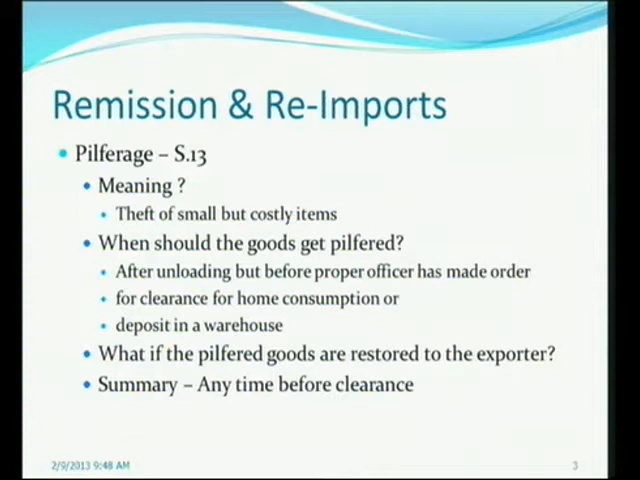 Remission & Re-Imports
• Pilferage – S.13
• Meaning ?
• Theft of small but costly items
• When should the goods get pilfered?
• After unloading but before proper officer has made order
• for clearance for home consumption or
• deposit in a warehouse
• What if the pilfered goods are restored to the exporter?
• Summary – Any time before clearance
2/9/2013 9:48 AM
3